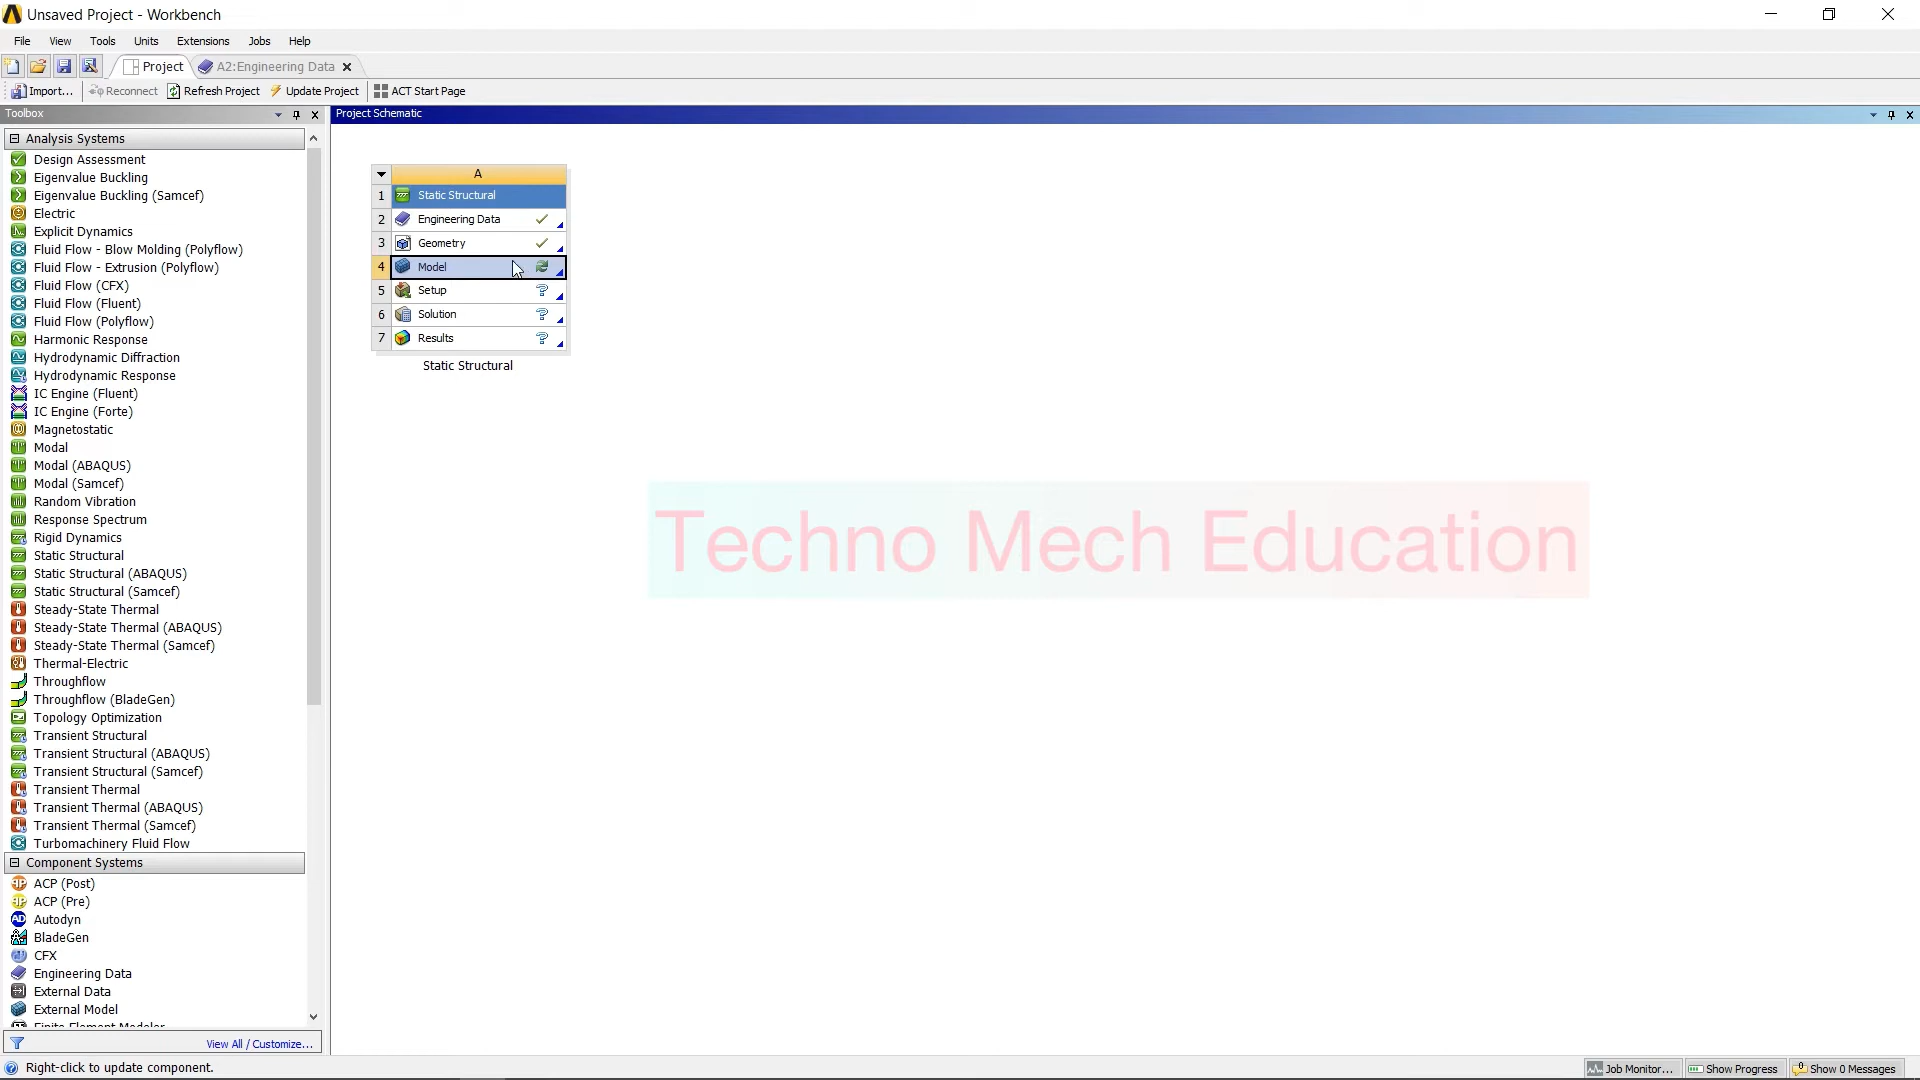 Unsaved Project - Workbench
File View Tools Units Extensions Jobs Help
Project A2:Engineering Data
Import... Reconnect Refresh Project Update Project ACT Start Page
Toolbox
Project Schematic
Analysis Systems
Design Assessment
Eigenvalue Buckling
Eigenvalue Buckling (Samcef)
Electric
Explicit Dynamics
Fluid Flow - Blow Molding (Polyflow)
Fluid Flow - Extrusion (Polyflow)
Fluid Flow (CFX)
Fluid Flow (Fluent)
Fluid Flow (Polyflow)
Harmonic Response
Hydrodynamic Diffraction
Hydrodynamic Response
IC Engine (Fluent)
IC Engine (Forte)
Magnetostatic
Modal
Modal (ABAQUS)
Modal (Samcef)
Random Vibration
Response Spectrum
Rigid Dynamics
Static Structural
Static Structural (ABAQUS)
Static Structural (Samcef)
Steady-State Thermal
Steady-State Thermal (ABAQUS)
Steady-State Thermal (Samcef)
Thermal-Electric
Throughflow
Throughflow (BladeGen)
Topology Optimization
Transient Structural
Transient Structural (ABAQUS)
Transient Structural (Samcef)
Transient Thermal
Transient Thermal (ABAQUS)
Transient Thermal (Samcef)
Turbomachinery Fluid Flow
Component Systems
ACP (Post)
ACP (Pre)
Autodyn
BladeGen
CFX
Engineering Data
External Data
External Model
Finite Element Modeler
View All / Customize...
A
1 Static Structural
2 Engineering Data
3 Geometry
4 Model
5 Setup ?
6 Solution ?
7 Results ?
Static Structural
Techno Mech Education
Right-click to update component.
Job Monitor... Show Progress Show 0 Messages